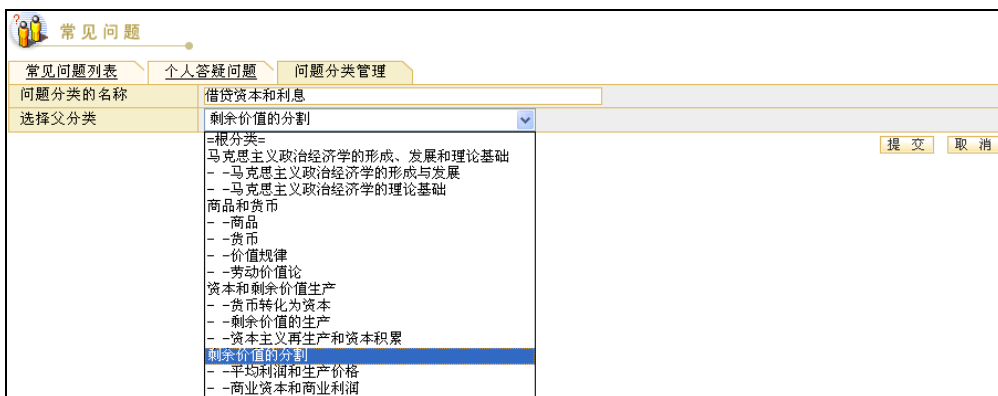 常见问题
常见问题列表 个人答疑问题 问题分类管理
问题分类的名称 借贷资本和利息
选择父分类 剩余价值的分割
=根分类=
提 交 取 消
马克思主义政治经济学的形成、发展和理论基础
- -马克思主义政治经济学的形成与发展
- -马克思主义政治经济学的理论基础
商品和货币
- -商品
- -货币
- -价值规律
- -劳动价值论
资本和剩余价值生产
- -货币转化为资本
- -剩余价值的生产
- -资本主义再生产和资本积累
剩余价值的分割
- -平均利润和生产价格
- -商业资本和商业利润